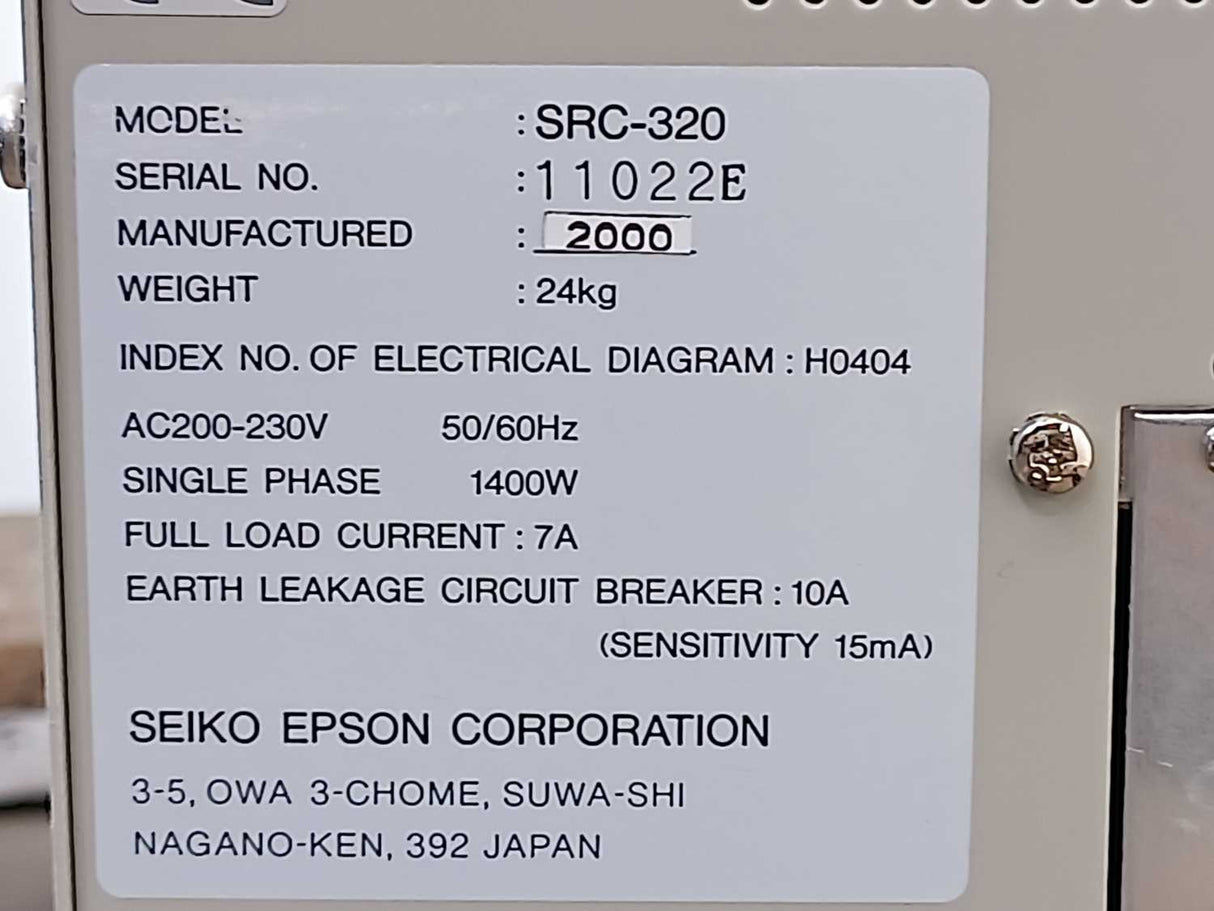 MODEL : SRC-320
SERIAL NO. : 11022E
MANUFACTURED : 2000
WEIGHT : 24kg
INDEX NO. OF ELECTRICAL DIAGRAM : H0404
AC200-230V 50/60Hz
SINGLE PHASE 1400W
FULL LOAD CURRENT : 7A
EARTH LEAKAGE CIRCUIT BREAKER : 10A
(SENSITIVITY 15mA)
SEIKO EPSON CORPORATION
3-5, OWA 3-CHOME, SUWA-SHI
NAGANO-KEN, 392 JAPAN